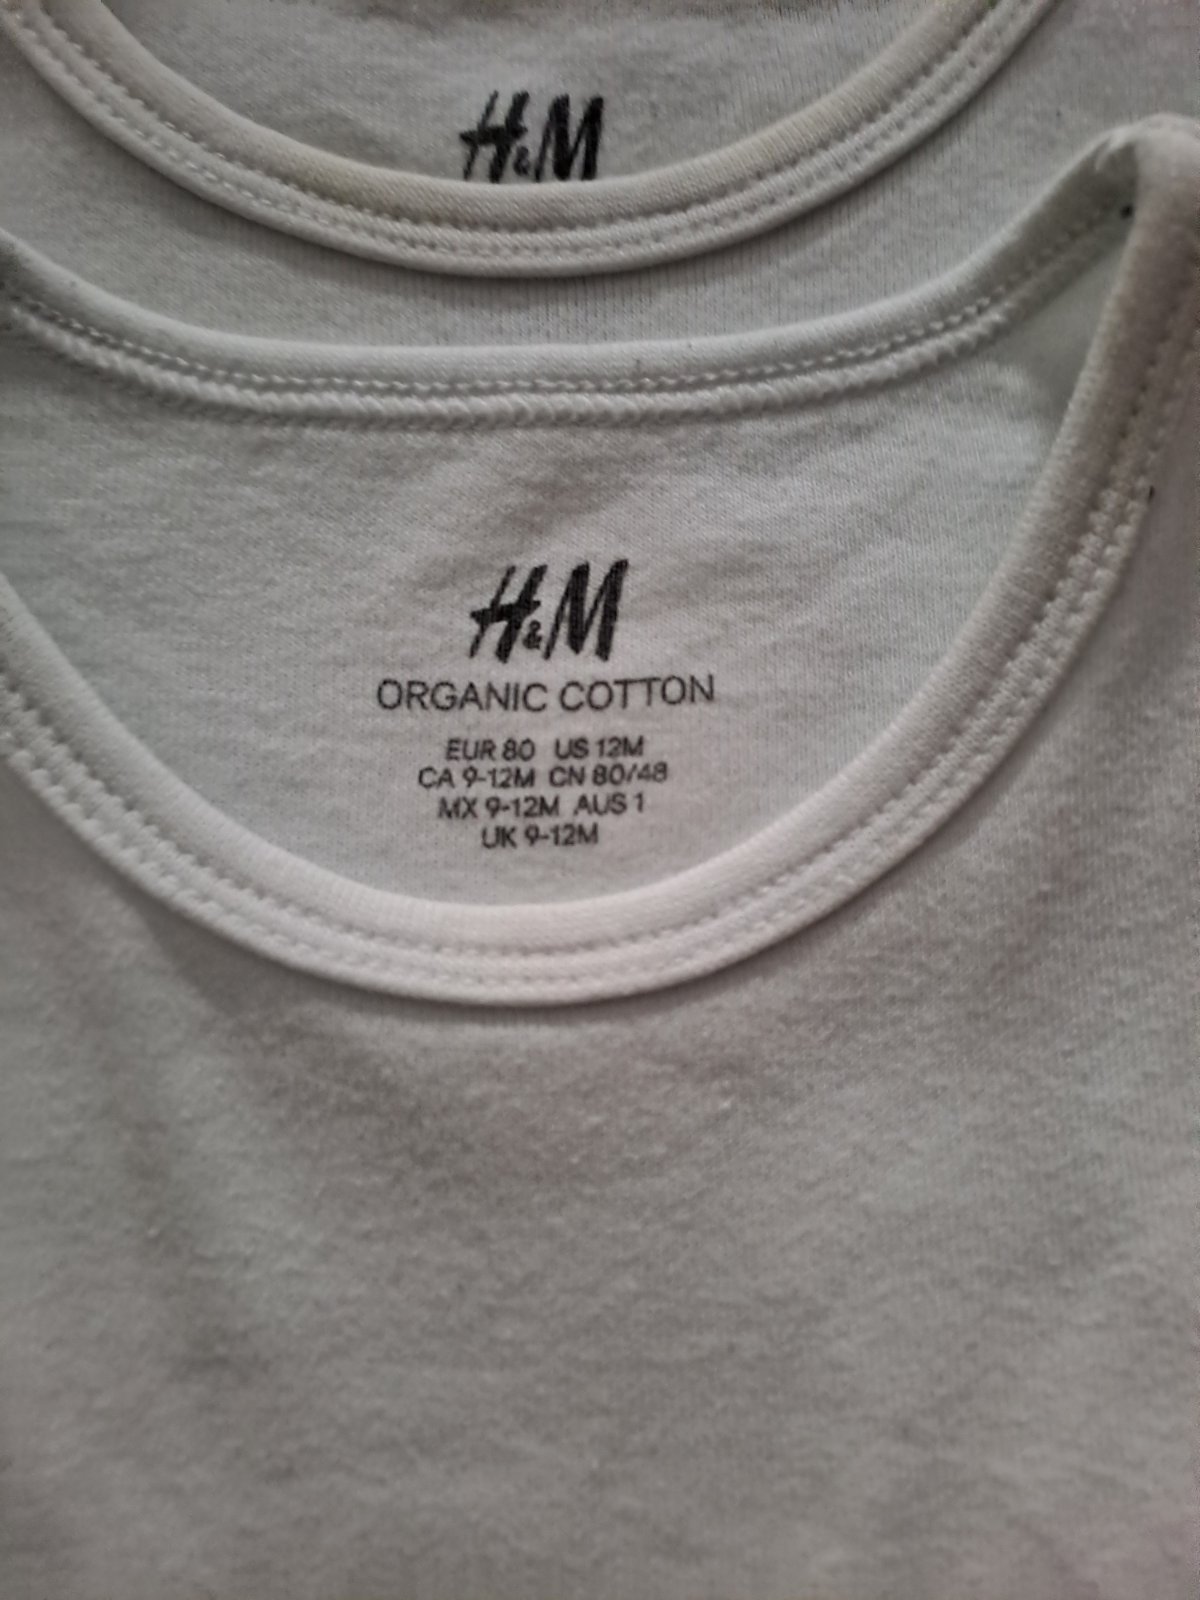 H&M
H&M
ORGANIC COTTON
EUR 80 US 12M
CA 9-12M CN 80/48
MX 9-12M AUS 1
UK 9-12M